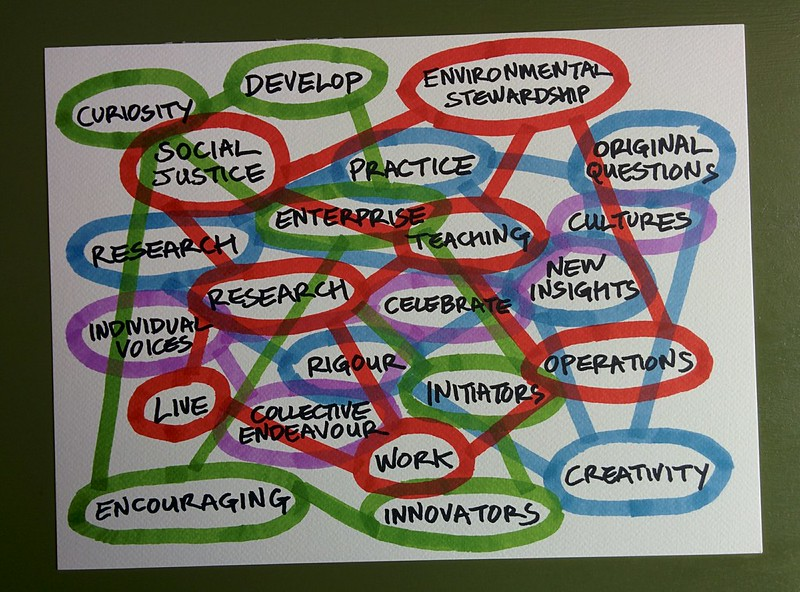 CURIOSITY
DEVELOP
ENVIRONMENTAL
STEWARDSHIP
SOCIAL
JUSTICE
PRACTICE
ORIGINAL
QUESTIONS
ENTERPRISE
TEACHING
CULTURES
RESEARCH
RESEARCH
CELEBRATE
NEW
INSIGHTS
INDIVIDUAL
VOICES
RIGOUR
INITIATORS
OPERATIONS
LIVE
COLLECTIVE
ENDEAVOUR
WORK
CREATIVITY
ENCOURAGING
INNOVATORS